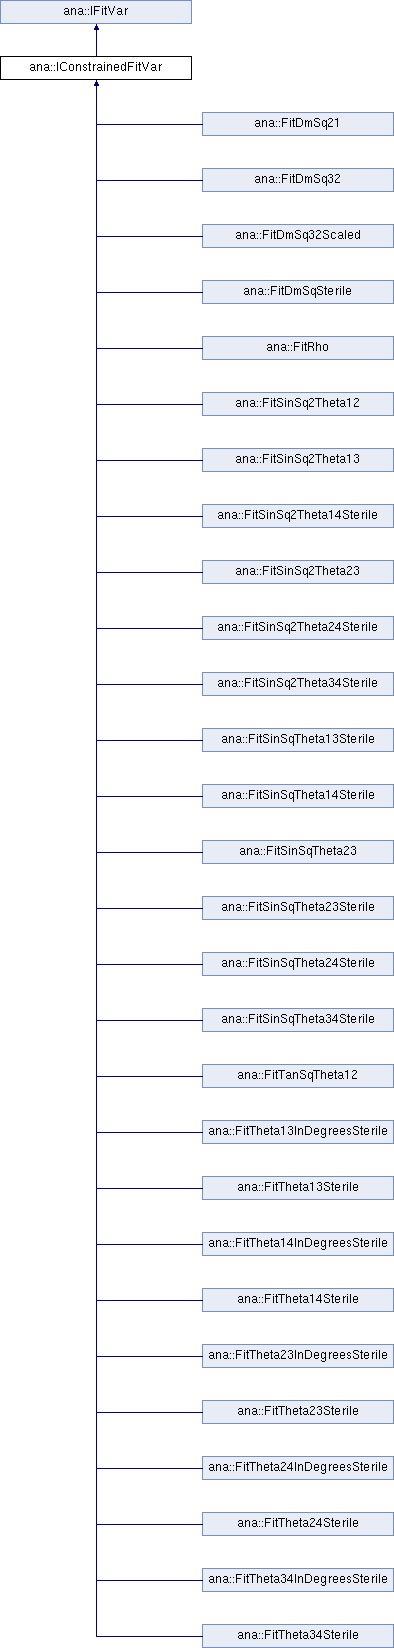 ana::IFitVar
ana::IConstrainedFitVar
ana::FitDmSq21
ana::FitDmSq32
ana::FitDmSq32Scaled
ana::FitDmSqSterile
ana::FitRho
ana::FitSinSq2Theta12
ana::FitSinSq2Theta13
ana::FitSinSq2Theta14Sterile
ana::FitSinSq2Theta23
ana::FitSinSq2Theta24Sterile
ana::FitSinSq2Theta34Sterile
ana::FitSinSqTheta13Sterile
ana::FitSinSqTheta14Sterile
ana::FitSinSqTheta23
ana::FitSinSqTheta23Sterile
ana::FitSinSqTheta24Sterile
ana::FitSinSqTheta34Sterile
ana::FitTanSqTheta12
ana::FitTheta13InDegreesSterile
ana::FitTheta13Sterile
ana::FitTheta14InDegreesSterile
ana::FitTheta14Sterile
ana::FitTheta23InDegreesSterile
ana::FitTheta23Sterile
ana::FitTheta24InDegreesSterile
ana::FitTheta24Sterile
ana::FitTheta34InDegreesSterile
ana::FitTheta34Sterile